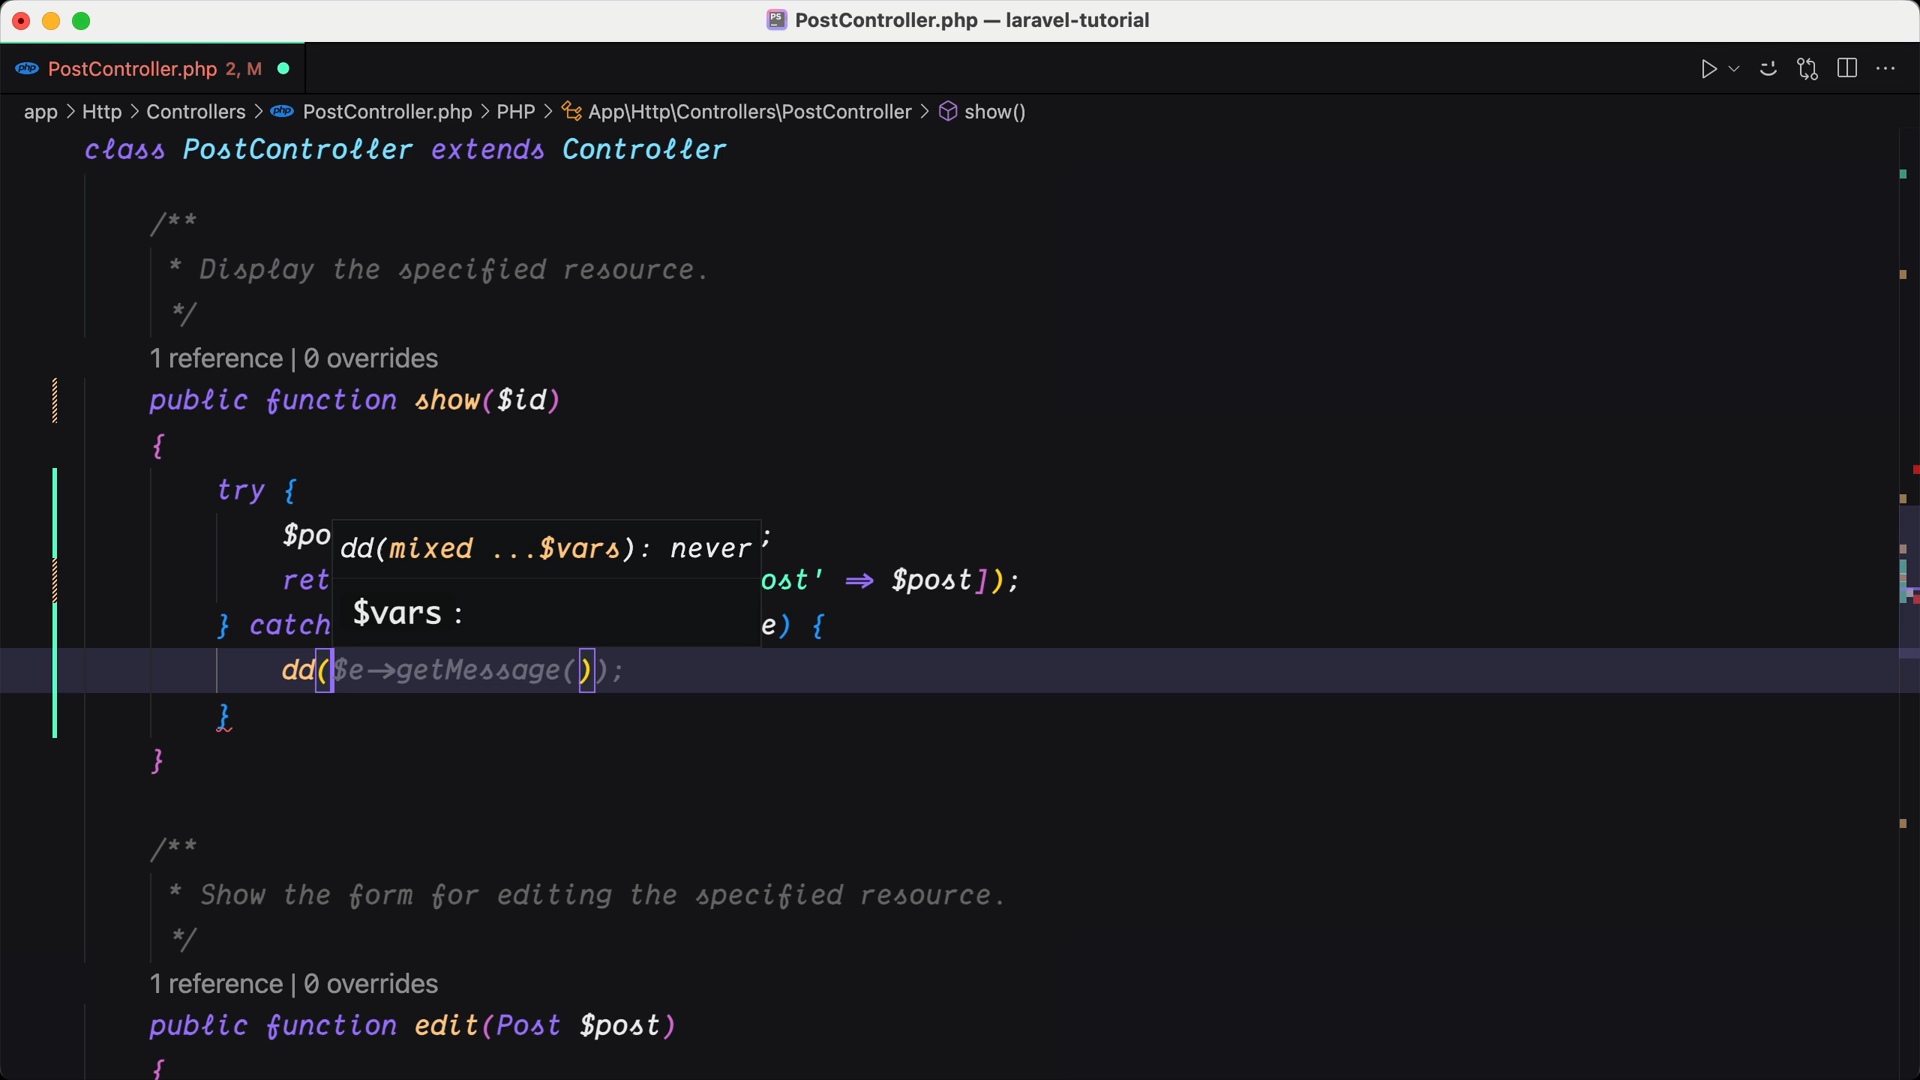 PS PostController.php — laravel-tutorial
php PostController.php 2, M
app > Http > Controllers > php PostController.php > PHP > App\Http\Controllers\PostController > show()
class PostController extends Controller
/**
* Display the specified resource.
*/
1 reference | 0 overrides
public function show($id)
{
try {
$po
dd(mixed ...$vars): never
;
ret
ost' => $post]);
$vars :
} catch
e) {
dd($e->getMessage());
}
}
/**
* Show the form for editing the specified resource.
*/
1 reference | 0 overrides
public function edit(Post $post)
{